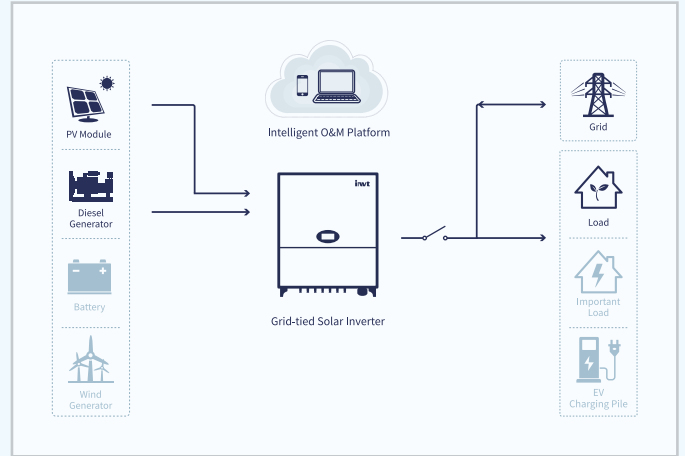 PV Module
Diesel
Generator
Battery
Wind
Generator
Intelligent O&M Platform
invt
Grid-tied Solar Inverter
Grid
Load
Important
Load
EV
Charging Pile